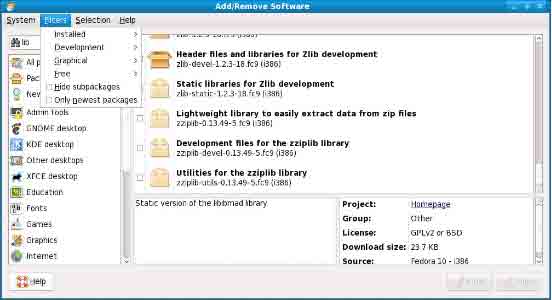 Add/Remove Software
System Filters Selection Help
lib
Installed
Development
Graphical
Free
Hide subpackages
Only newest packages
All p
Pac
New
Admin Tools
GNOME desktop
KDE desktop
Other desktops
XFCE desktop
Education
Fonts
Games
Graphics
Internet
Header files and libraries for Zlib development
zlib-devel-1.2.3-18.fc9 (i386)
Static libraries for Zlib development
zlib-static-1.2.3-18.fc9 (i386)
Lightweight library to easily extract data from zip files
zziplib-0.13.49-5.fc9 (i386)
Development files for the zziplib library
zziplib-devel-0.13.49-5.fc9 (i386)
Utilities for the zziplib library
zziplib-utils-0.13.49-5.fc9 (i386)
Static version of the libibmad library
Project: Homepage
Group: Other
License: GPLv2 or BSD
Download size: 23.7 KB
Source: Fedora 10 - i386
Help